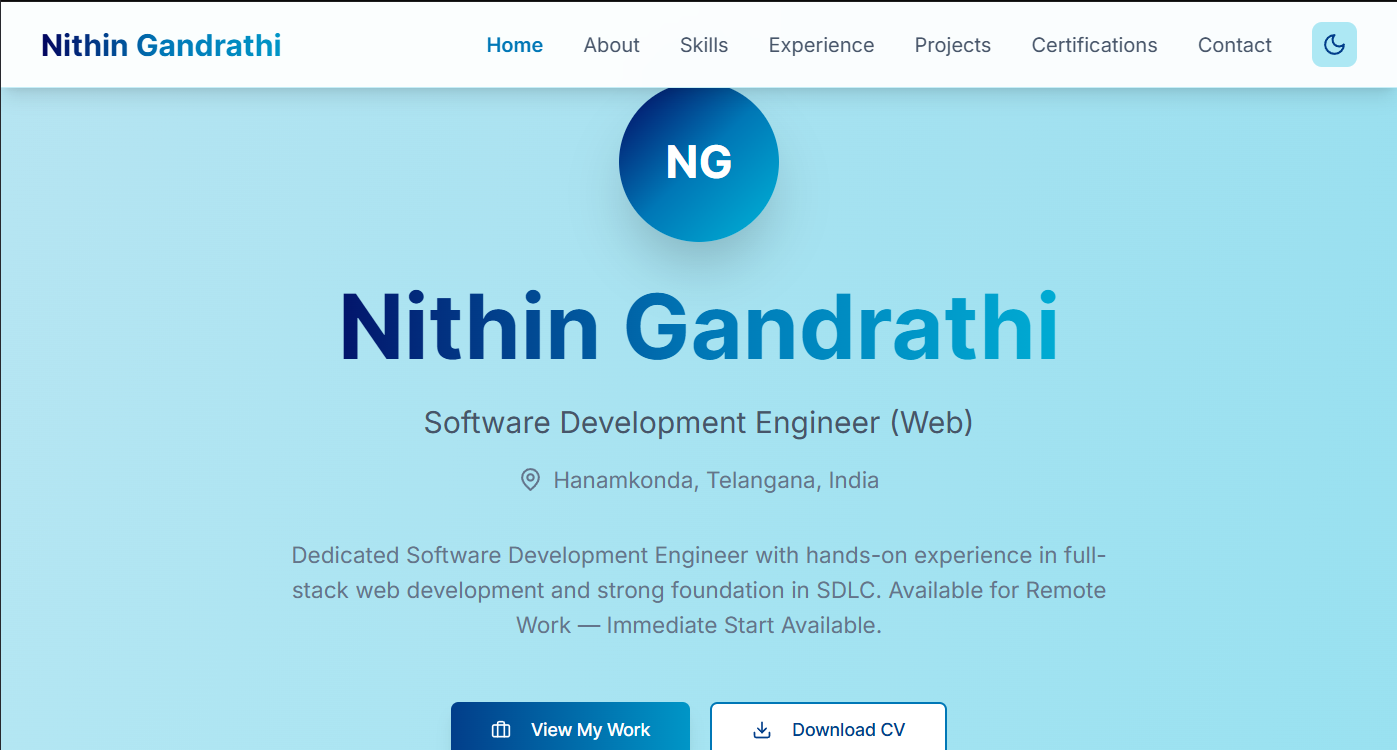 Nithin Gandrathi
Home About Skills Experience Projects Certifications Contact
NG
Nithin Gandrathi
Software Development Engineer (Web)
Hanamkonda, Telangana, India
Dedicated Software Development Engineer with hands-on experience in full-
stack web development and strong foundation in SDLC. Available for Remote
Work — Immediate Start Available.
View My Work
Download CV